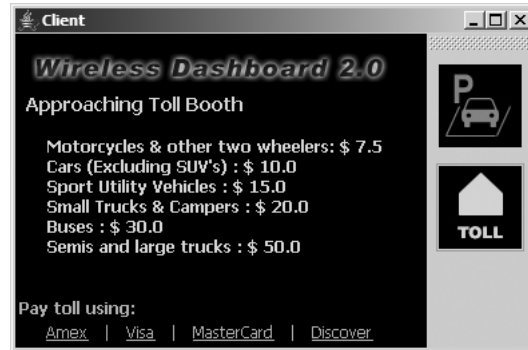 Client
Wireless Dashboard 2.0
Approaching Toll Booth
Motorcycles & other two wheelers: $ 7.5
Cars (Excluding SUV's) : $ 10.0
Sport Utility Vehicles : $ 15.0
Small Trucks & Campers : $ 20.0
Buses : $ 30.0
Semis and large trucks : $ 50.0
Pay toll using:
Amex | Visa | MasterCard | Discover
P
TOLL